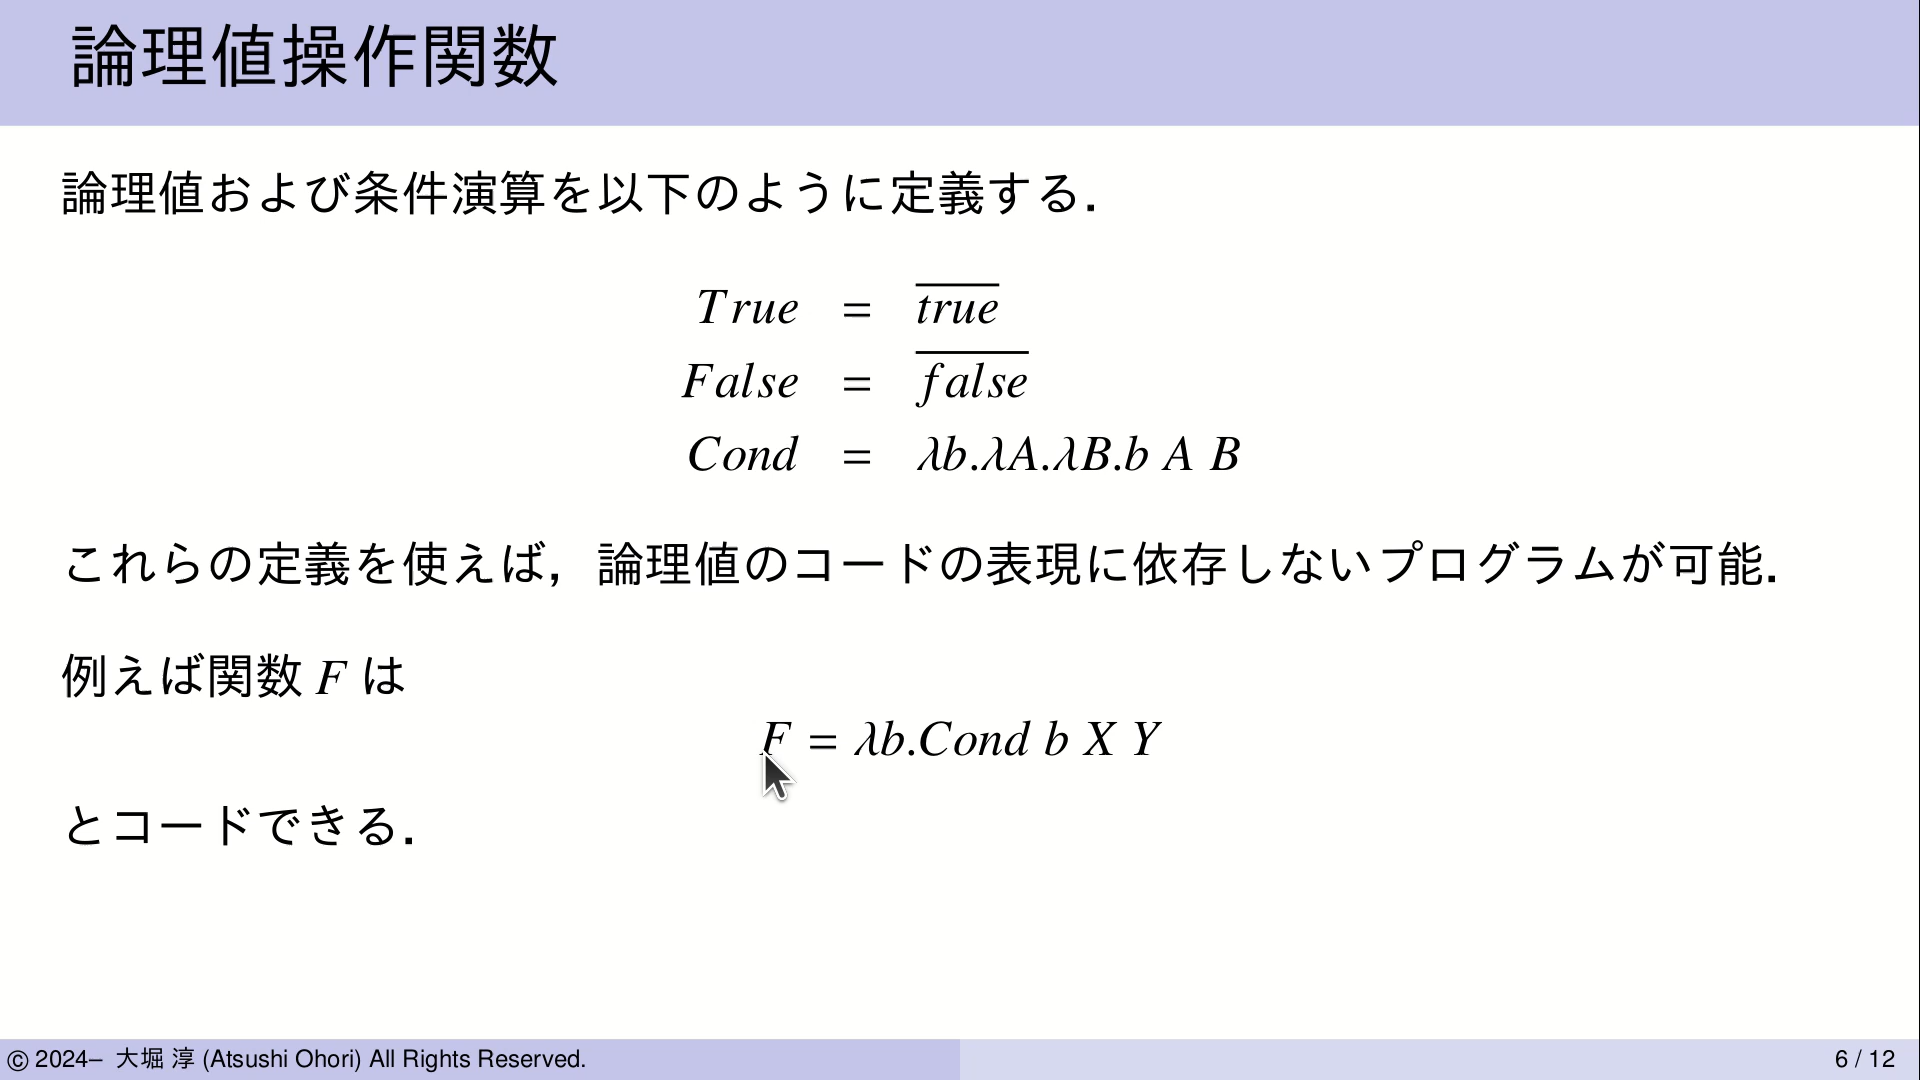 論理値操作関数
論理値および条件演算を以下のように定義する.
True = \overline{true}
False = \overline{false}
Cond = λb.λA.λB.b A B
これらの定義を使えば，論理値のコードの表現に依存しないプログラムが可能.
例えば関数 F は
F = λb.Cond b X Y
とコードできる.
© 2024– 大堀 淳 (Atsushi Ohori) All Rights Reserved.
6 / 12